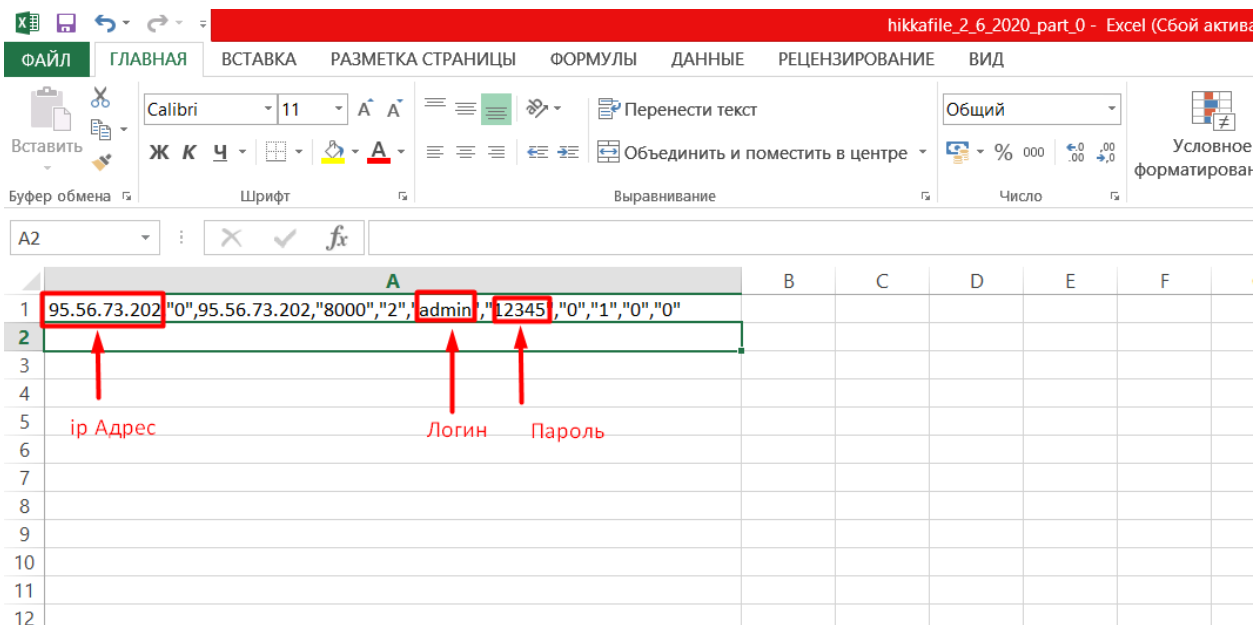 hikkafile_2_6_2020_part_0 - Excel (Сбой актива
ФАЙЛ ГЛАВНАЯ ВСТАВКА РАЗМЕТКА СТРАНИЦЫ ФОРМУЛЫ ДАННЫЕ РЕЦЕНЗИРОВАНИЕ ВИД
Calibri 11 Перенести текст Общий
Вставить Ж К Ч Объединить и поместить в центре % 000 Условное
форматирован
Буфер обмена Шрифт Выравнивание Число
A2 fx
A B C D E F
1 95.56.73.202,"0",95.56.73.202,"8000","2","admin","12345","0","1","0","0"
2
3
4
5 ip Адрес Логин Пароль
6
7
8
9
10
11
12